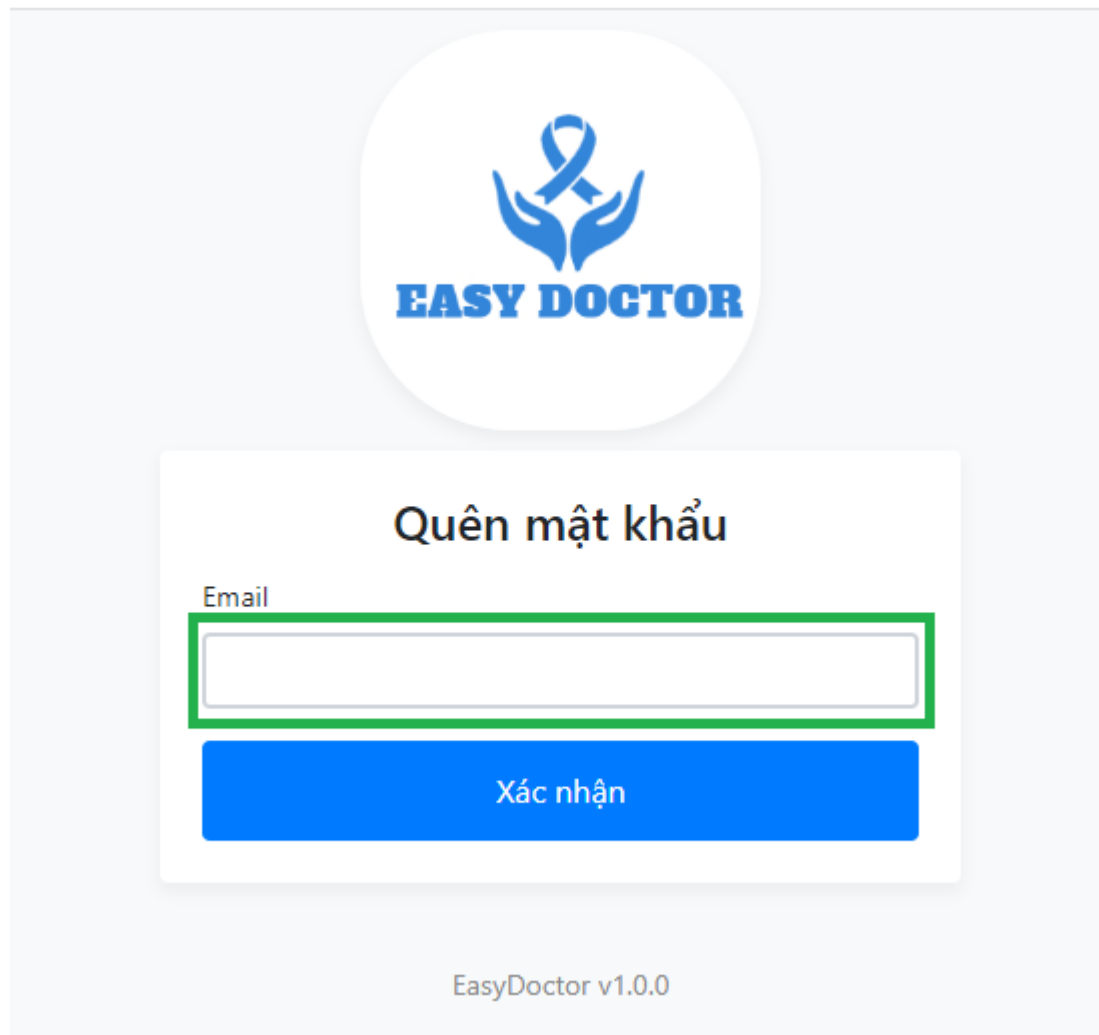 EASY DOCTOR
Quên mật khẩu
Email
Xác nhận
EasyDoctor v1.0.0